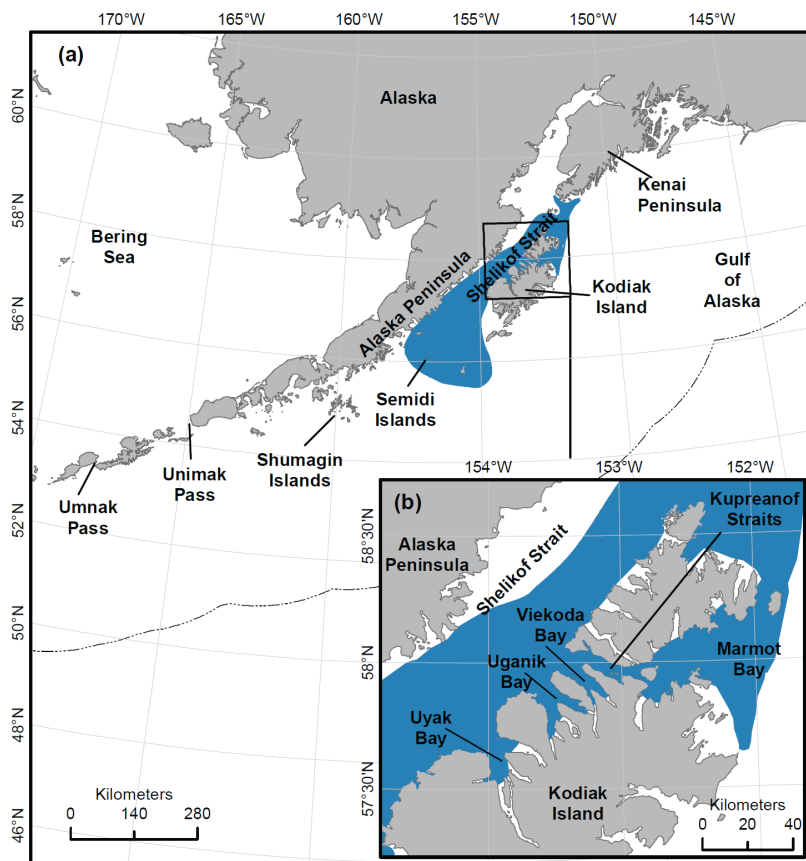 170°W
165°W
160°W
155°W
150°W
145°W
(a)
60°N
58°N
56°N
54°N
52°N
50°N
48°N
46°N
Alaska
Kenai
Peninsula
Bering
Sea
Shelikof Strait
Gulf
of
Alaska
Kodiak
Island
Alaska Peninsula
Semidi
Islands
Shumagin
Islands
Unimak
Pass
Umnak
Pass
Kilometers
0 140 280
154°W
153°W
152°W
(b)
58°30'N
58°N
57°30'N
Kupreanof
Straits
Alaska
Peninsula
Shelikof Strait
Viekoda
Bay
Uganik
Bay
Marmot
Bay
Uyak
Bay
Kodiak
Island
Kilometers
0 20 40